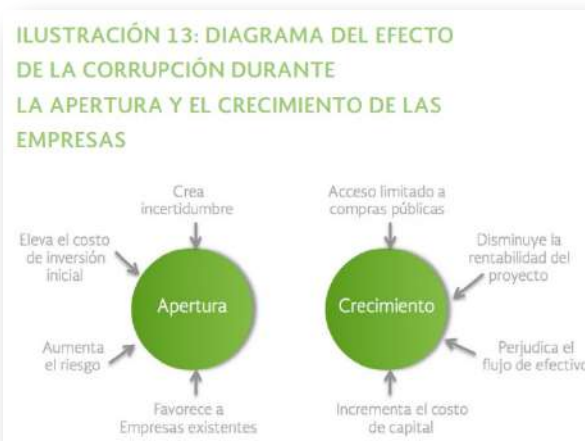 ILUSTRACIÓN 13: DIAGRAMA DEL EFECTO
DE LA CORRUPCIÓN DURANTE
LA APERTURA Y EL CRECIMIENTO DE LAS
EMPRESAS
Crea
incertidumbre
Eleva el costo
de inversión
inicial
Apertura
Aumenta
el riesgo
Favorece a
Empresas existentes
Acceso limitado a
compras públicas
Disminuye la
rentabilidad del
proyecto
Crecimiento
Perjudica el
flujo de efectivo
Incrementa el costo
de capital